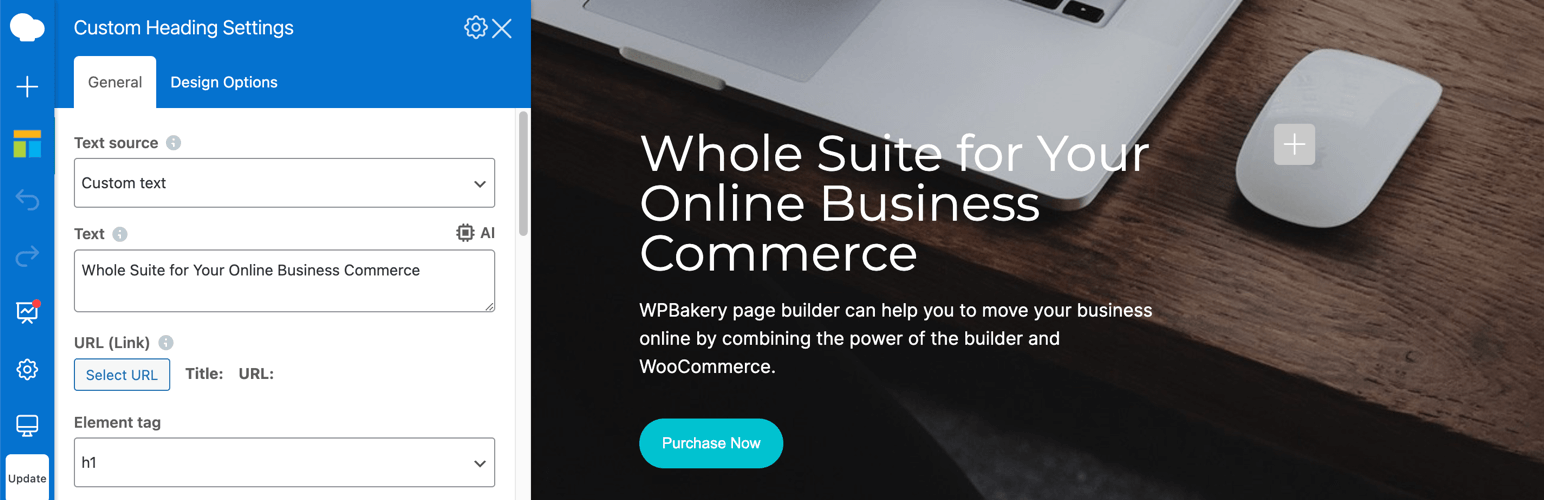 Custom Heading Settings
General
Design Options
Text source
Custom text
Text
AI
Whole Suite for Your Online Business Commerce
URL (Link)
Select URL
Title:
URL:
Element tag
h1
Update
Whole Suite for Your
Online Business
Commerce
WPBakery page builder can help you to move your business
online by combining the power of the builder and
WooCommerce.
Purchase Now